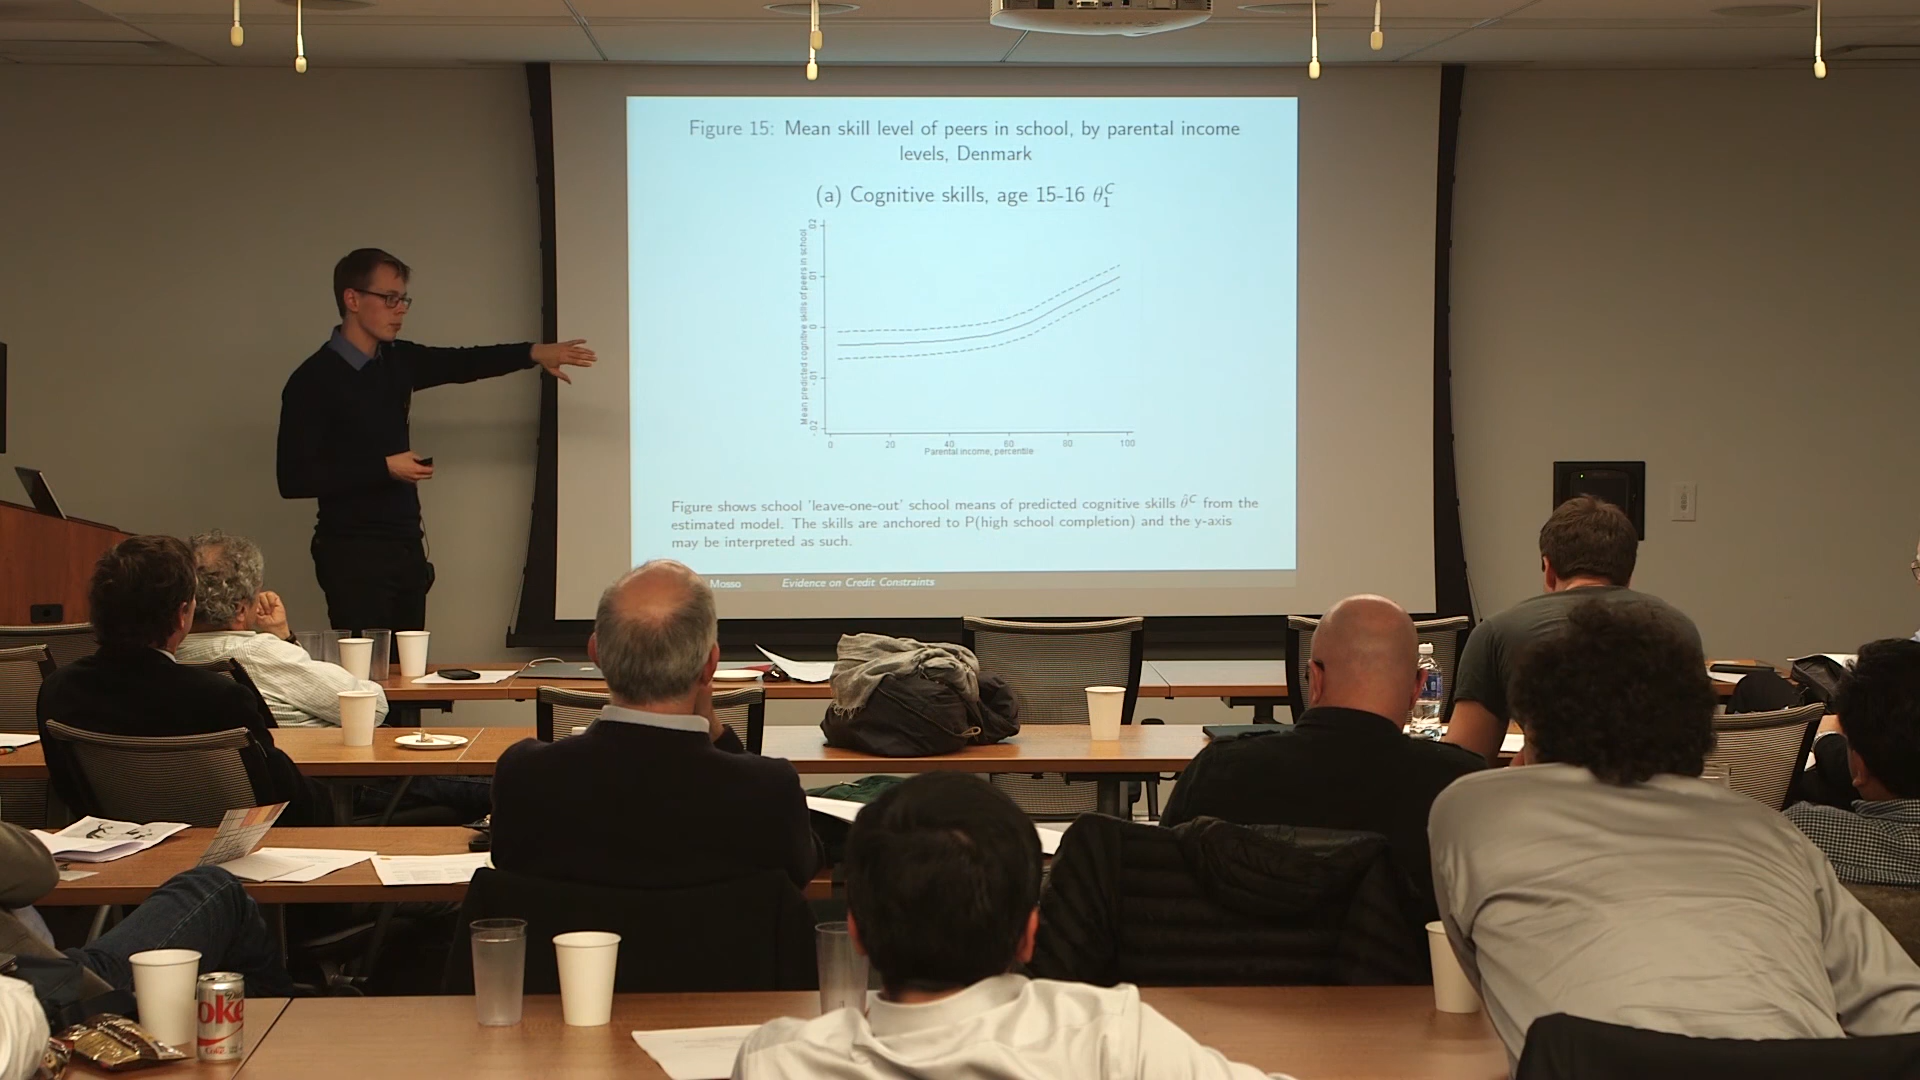 Figure 15: Mean skill level of peers in school, by parental income
levels, Denmark
(a) Cognitive skills, age 15-16 θ₁ᶜ
Mean predicted cognitive skills of peers in school
.02
.01
0
-.01
-.02
0 20 40 60 80 100
Parental income, percentile
Figure shows school 'leave-one-out' school means of predicted cognitive skills θ̂ᶜ from the
estimated model. The skills are anchored to P(high school completion) and the y-axis
may be interpreted as such.
Mosso Evidence on Credit Constraints
oke